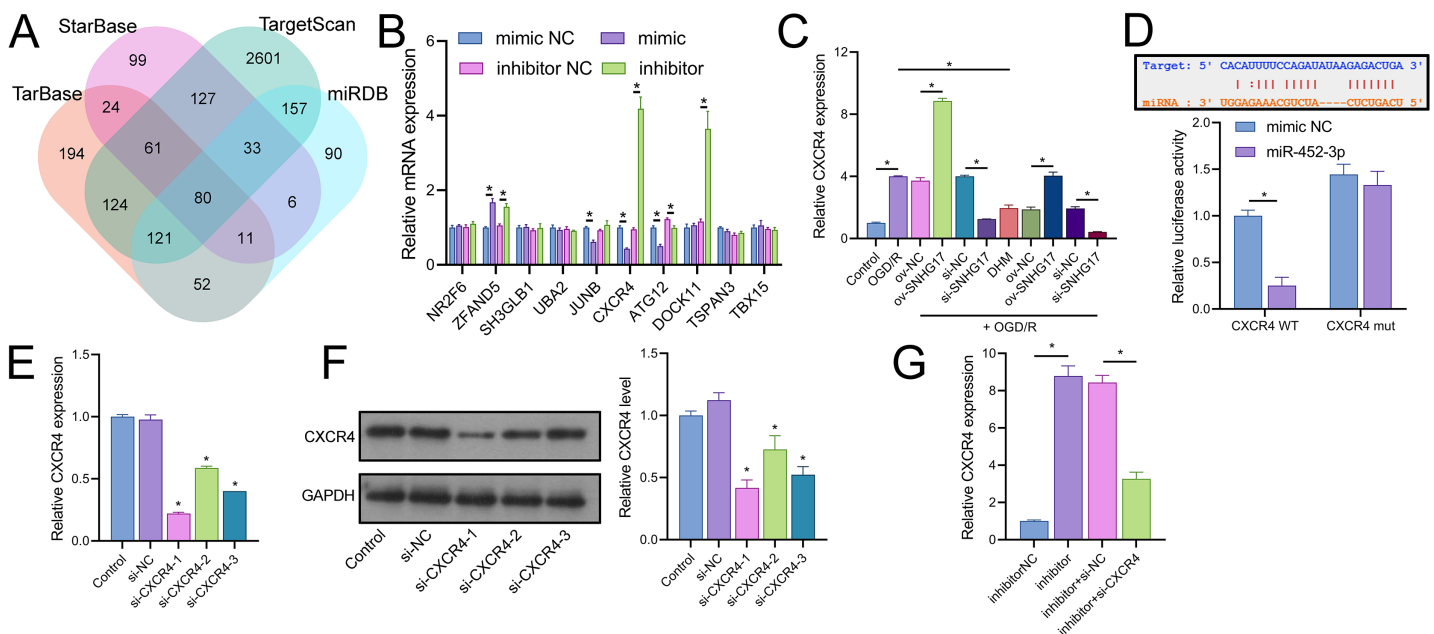 A
StarBase
TargetScan
TarBase
miRDB
99
2601
24
127
157
194
61
33
90
124
80
6
121
11
52
B
Relative mRNA expression
mimic NC
mimic
inhibitor NC
inhibitor
6
4
2
0
* * * * * * * *
NR2F6
ZFAND5
SH3GLB1
UBA2
JUNB
CXCR4
ATG12
DOCK11
TSPAN3
TBX15
C
Relative CXCR4 expression
12
8
4
0
* * * * * *
Control
OGD/R
ov-NC
ov-SNHG17
si-NC
si-SNHG17
DHM
ov-NC
ov-SNHG17
si-NC
si-SNHG17
+ OGD/R
D
Target: 5' CACAUUUUCCAGAUAUAAGAGACUGA 3'
| :||| ||||| |||||||
miRNA : 3' UGGAGAAACGUCUA----CUCUGACU 5'
mimic NC
miR-452-3p
Relative luciferase activity
2.0
1.5
1.0
0.5
0.0
*
CXCR4 WT
CXCR4 mut
E
Relative CXCR4 expression
1.5
1.0
0.5
0.0
* * *
Control
si-NC
si-CXCR4-1
si-CXCR4-2
si-CXCR4-3
F
CXCR4
GAPDH
Control
si-NC
si-CXCR4-1
si-CXCR4-2
si-CXCR4-3
Relative CXCR4 level
1.5
1.0
0.5
0.0
* * *
Control
si-NC
si-CXCR4-1
si-CXCR4-2
si-CXCR4-3
G
Relative CXCR4 expression
10
8
6
4
2
0
* *
inhibitorNC
inhibitor
inhibitor+si-NC
inhibitor+si-CXCR4